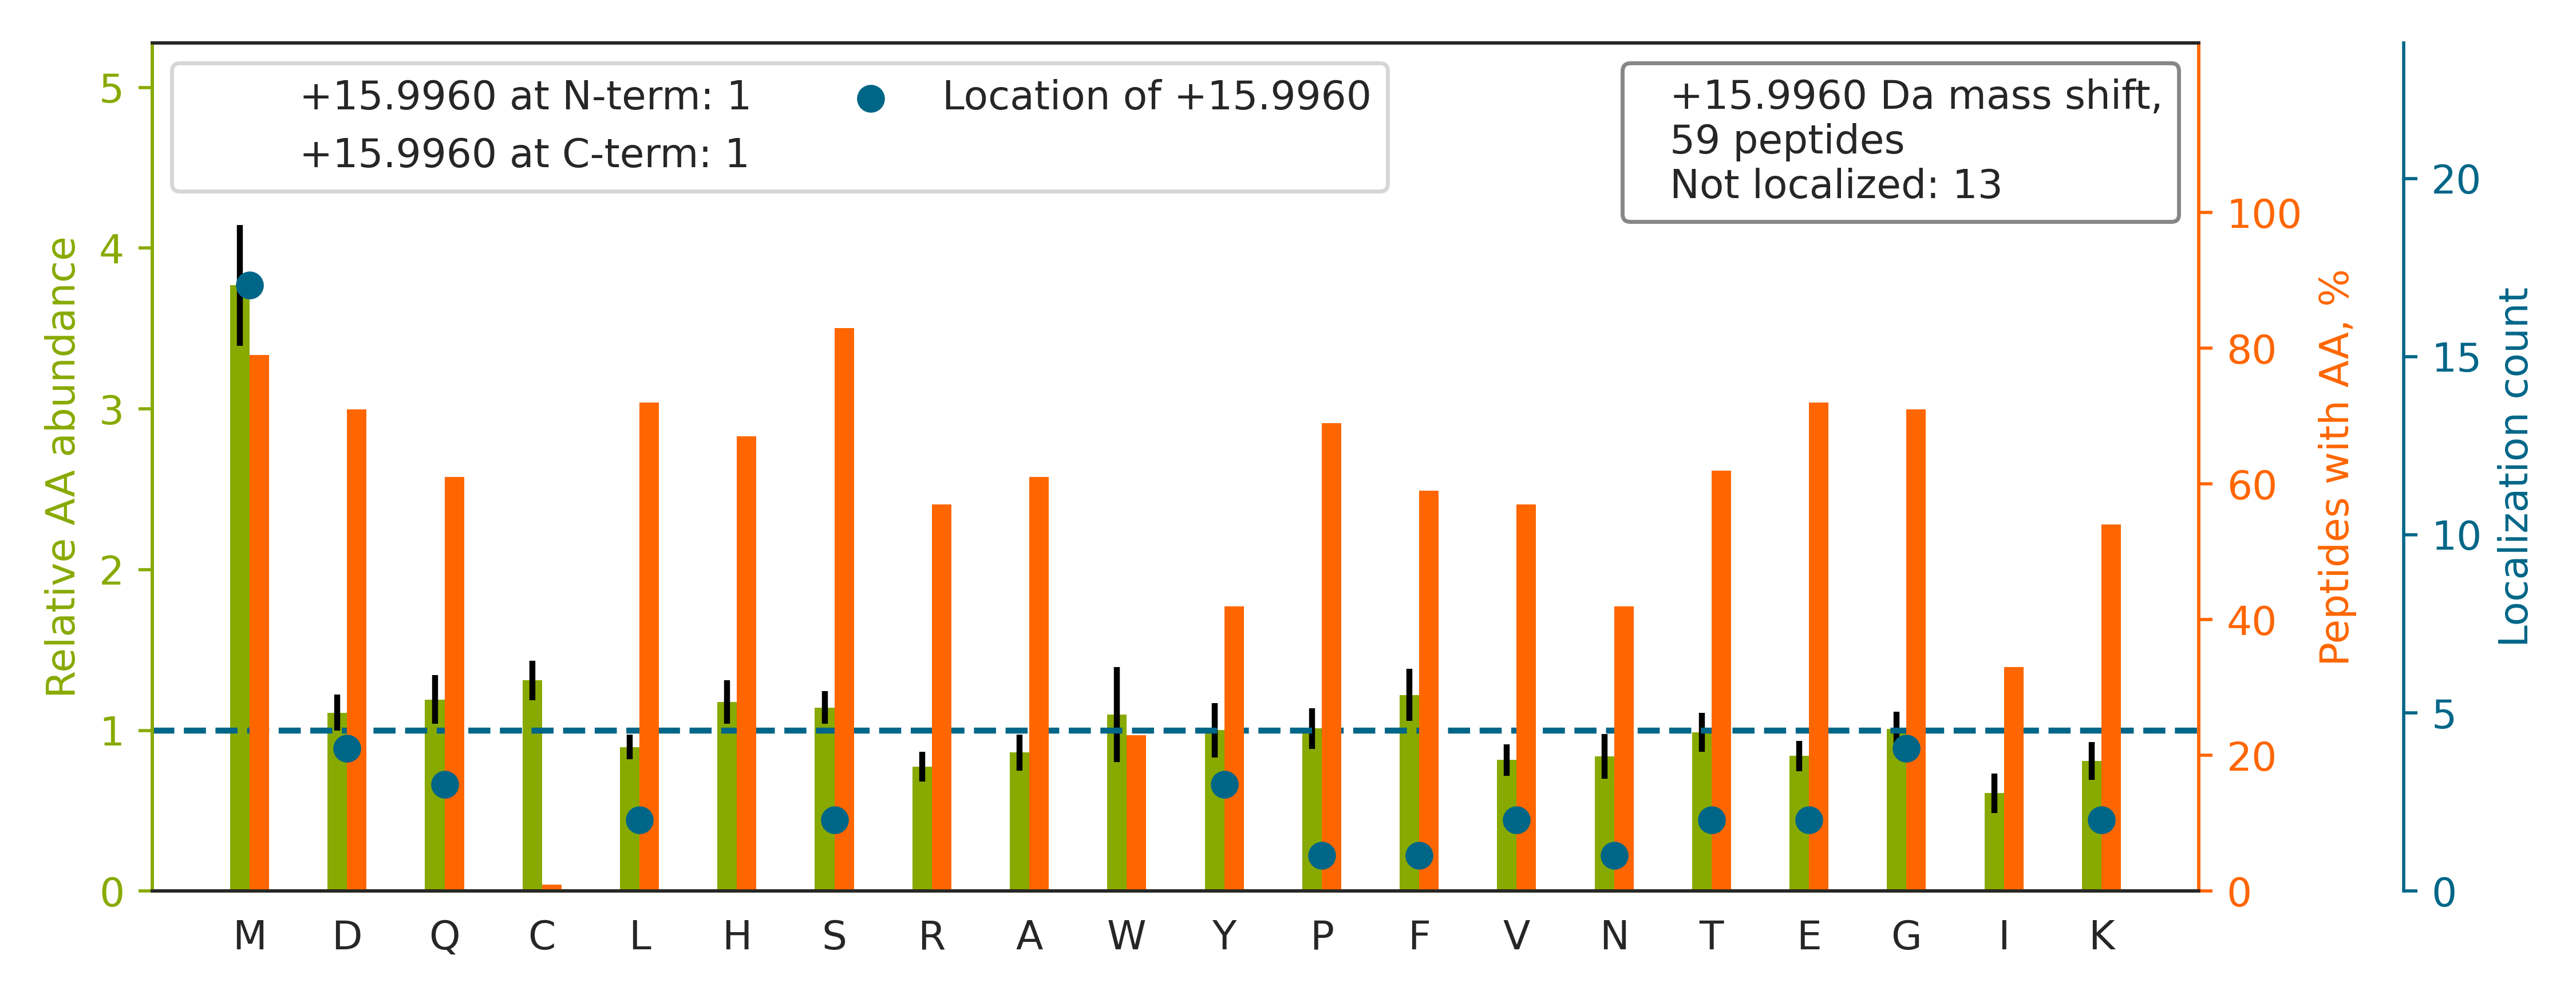 +15.9960 at N-term: 1
+15.9960 at C-term: 1
Location of +15.9960
+15.9960 Da mass shift,
59 peptides
Not localized: 13
Relative AA abundance
5
4
3
2
1
0
100
80
60
40
20
0
Peptides with AA, %
20
15
10
5
0
Localization count
M D Q C L H S R A W Y P F V N T E G I K